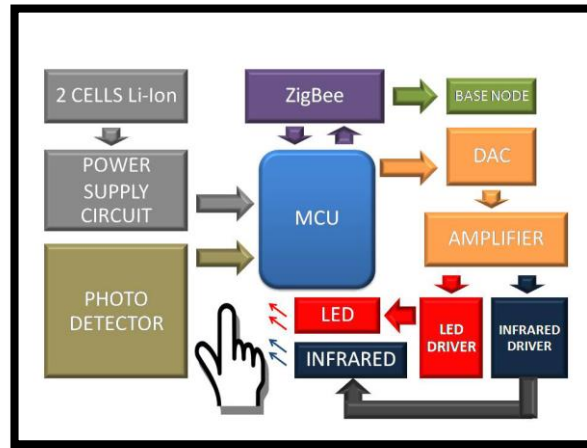 2 CELLS Li-Ion
ZigBee
BASE NODE
POWER
SUPPLY
CIRCUIT
MCU
DAC
AMPLIFIER
PHOTO
DETECTOR
LED
LED
DRIVER
INFRARED
DRIVER
INFRARED